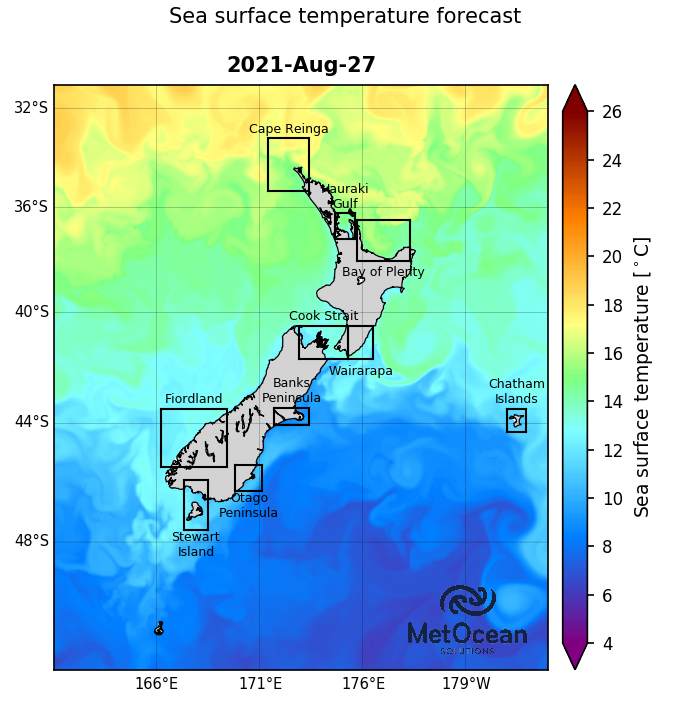 Sea surface temperature forecast
2021-Aug-27
32°S
36°S
40°S
44°S
48°S
166°E
171°E
176°E
179°W
Cape Reinga
Hauraki
Gulf
Bay of Plenty
Cook Strait
Wairarapa
Banks
Peninsula
Fiordland
Chatham
Islands
Otago
Peninsula
Stewart
Island
MetOcean
SOLUTIONS
26
24
22
20
18
16
14
12
10
8
6
4
Sea surface temperature [°C]